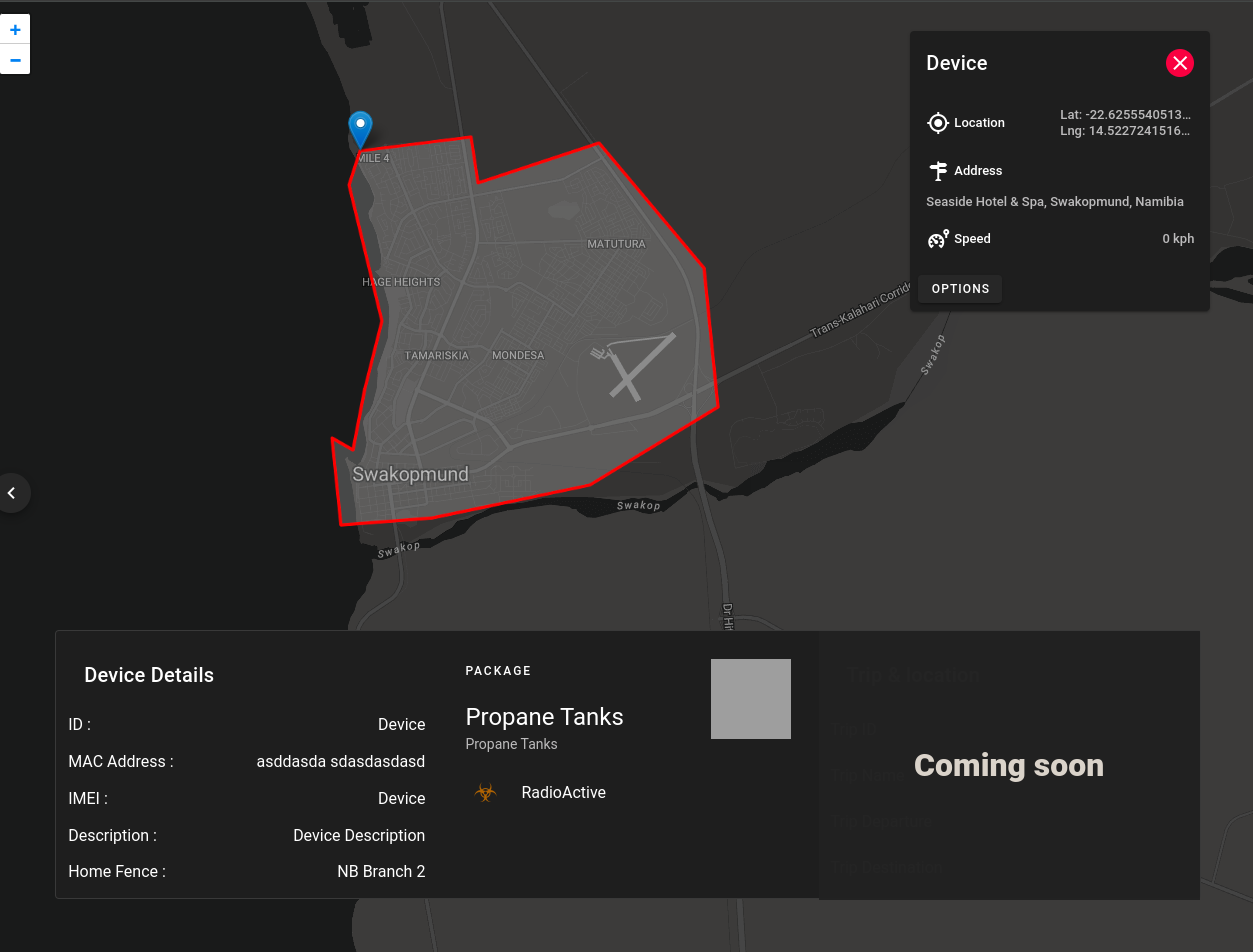 +
−
MILE 4
MATUTURA
HAGE HEIGHTS
TAMARISKIA
MONDESA
Swakopmund
Trans-Kalahari Corrido
Swakop
Swakop
Swakop
Dr Hi
Device
Location
Lat: -22.6255540513...
Lng: 14.5227241516...
Address
Seaside Hotel & Spa, Swakopmund, Namibia
Speed 0 kph
OPTIONS
Device Details
ID : Device
MAC Address : asddasda sdasdasdasd
IMEI : Device
Description : Device Description
Home Fence : NB Branch 2
PACKAGE
Propane Tanks
Propane Tanks
RadioActive
Trip & location
Coming soon